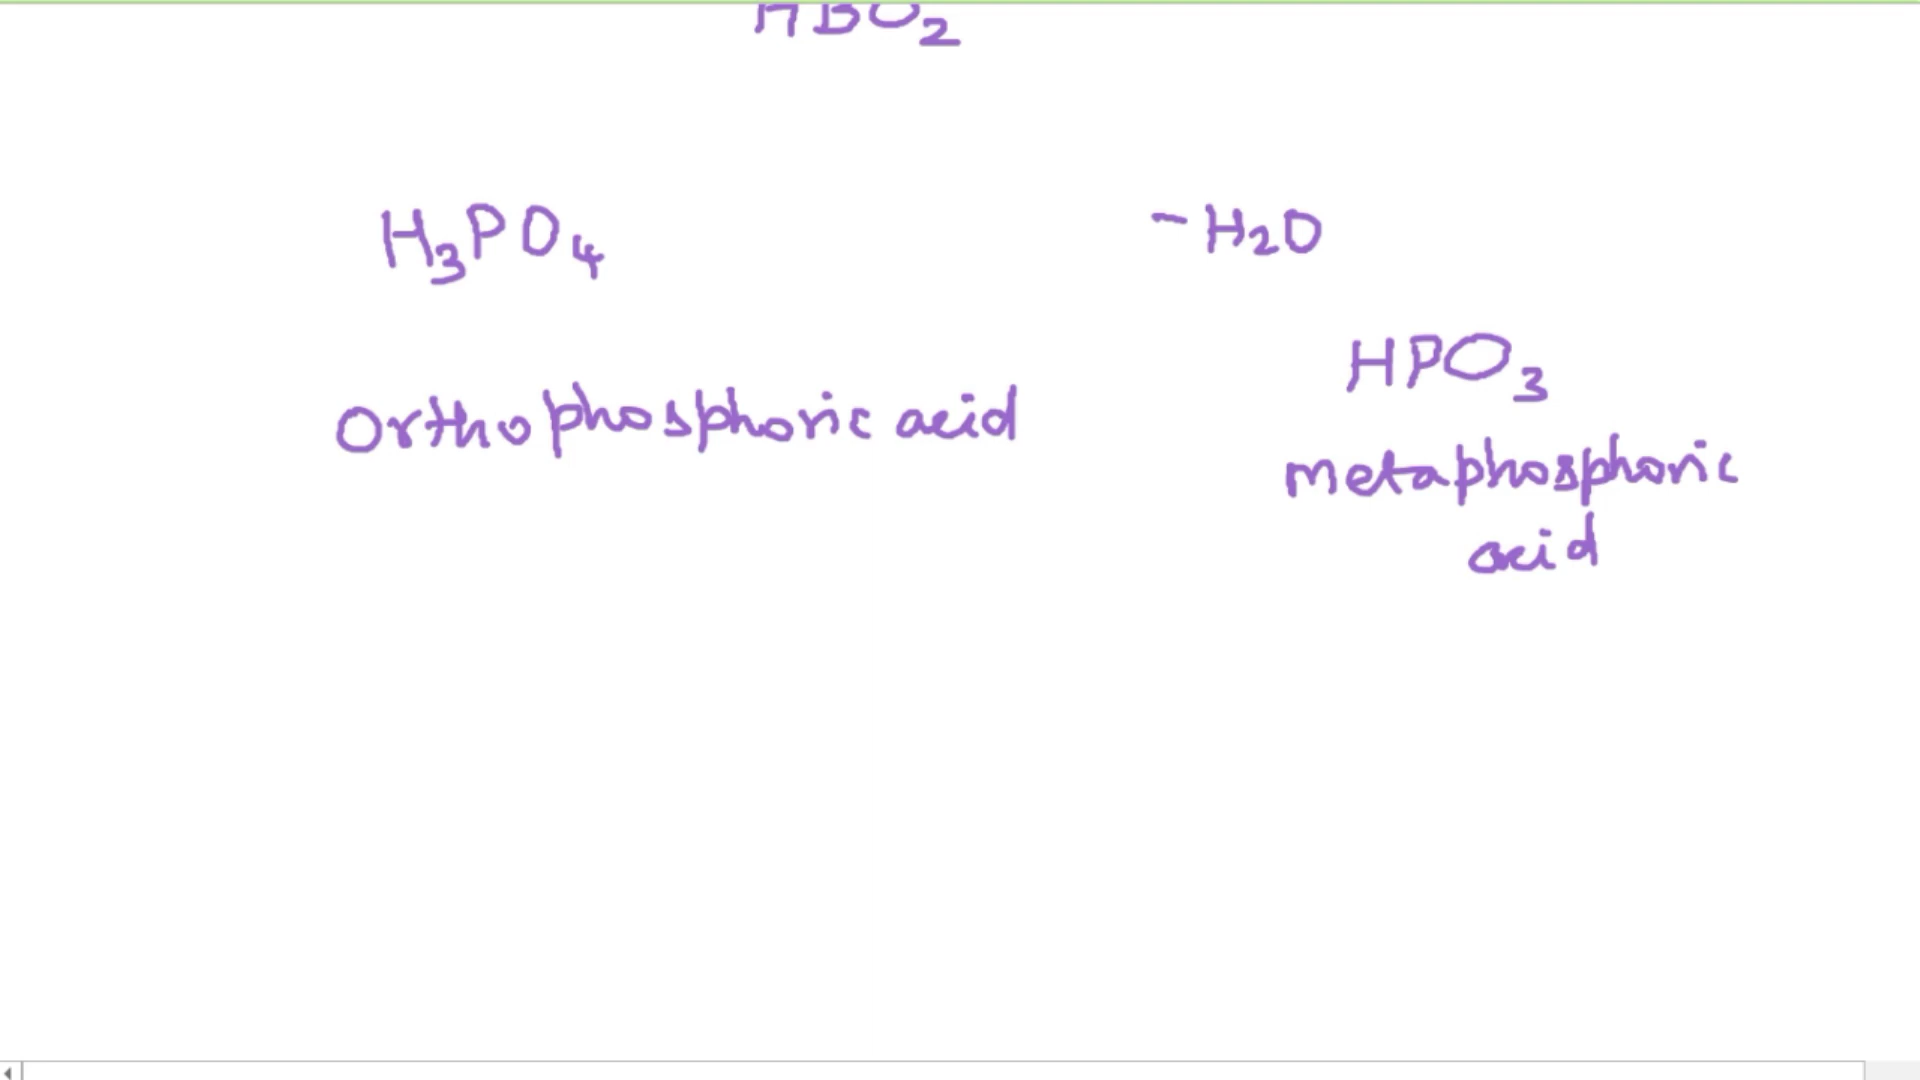 HBO2
H3PO4 -H2O
HPO3
Orthophosphoric acid
metaphosphoric
acid